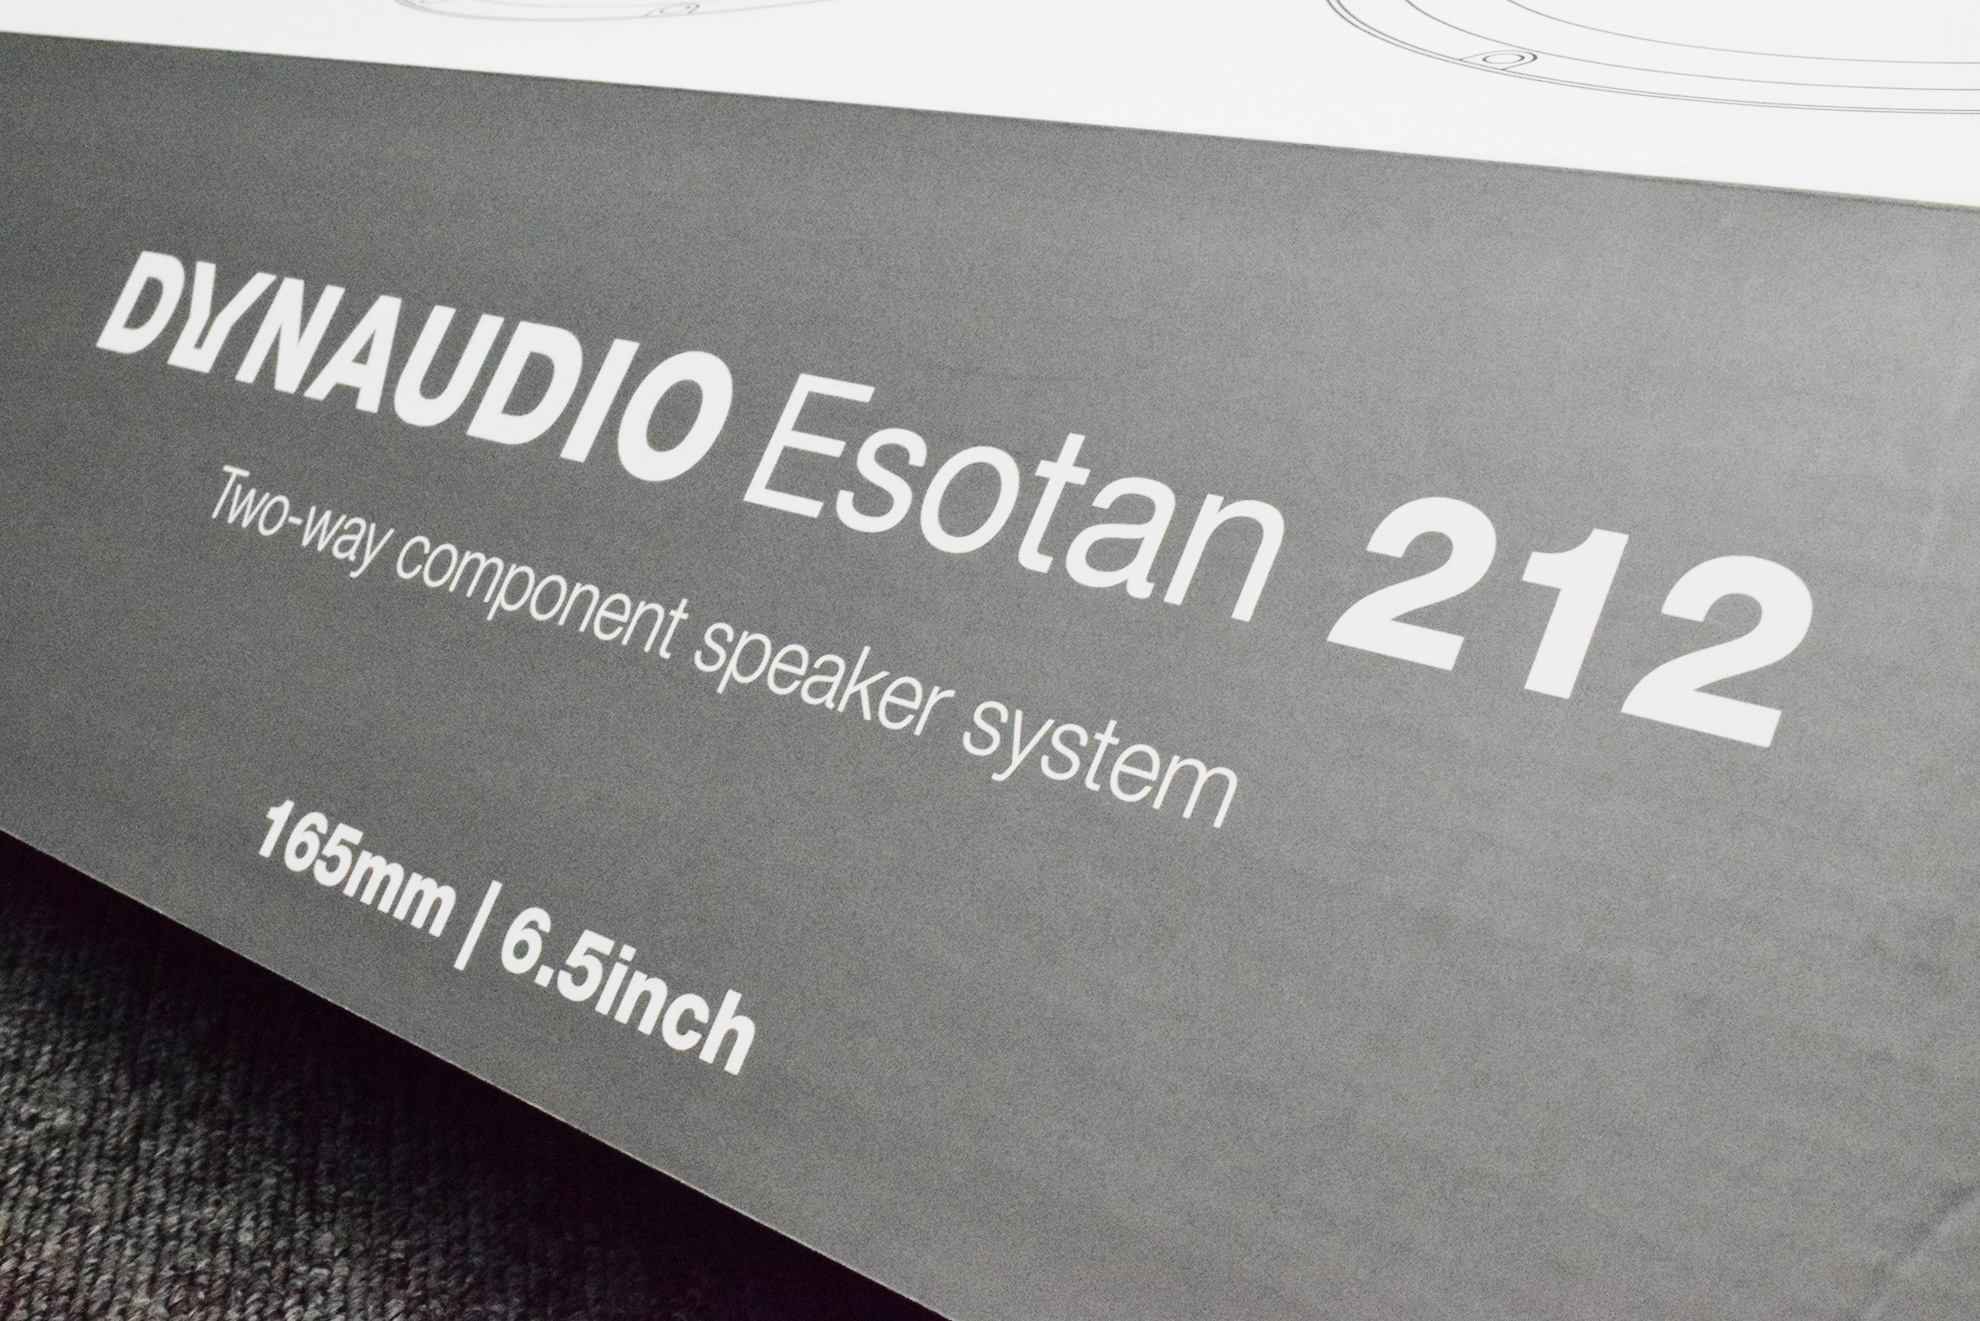 DYNAUDIO Esotan 212
Two-way component speaker system
165mm | 6.5inch